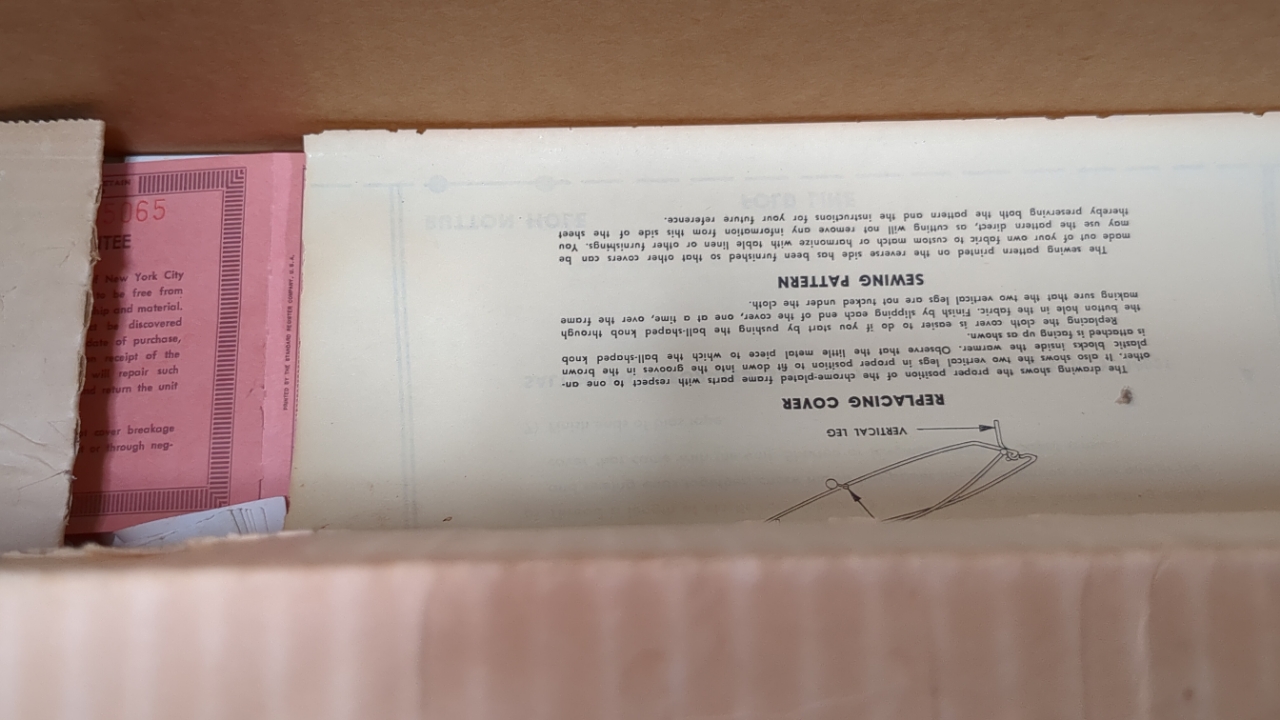 ETAIN
5065
TEE
New York City
to be free from
ship and material.
be discovered
date of purchase,
receipt of the
will repair such
return the unit
cover breakage
or through neg-
PRINTED BY THE STANDARD REGISTER COMPANY, U.S.A.
VERTICAL LEG
REPLACING COVER
The drawing shows the proper position of the chrome-plated frame parts with respect to one an-
other. It also shows the two vertical legs in proper position to fit down into the grooves in the brown
plastic blocks inside the warmer. Observe that the little metal piece to which the ball-shaped knob
is attached is facing up as shown.
Replacing the cloth cover is easier to do if you start by pushing the ball-shaped knob through
the button hole in the fabric. Finish by slipping each end of the cover, one at a time, over the frame
making sure that the two vertical legs are not tucked under the cloth.
SEWING PATTERN
The sewing pattern printed on the reverse side has been furnished so that other covers can be
made out of your own fabric to custom match or harmonize with table linen or other furnishings. You
may use the pattern direct, as cutting will not remove any information from this side of the sheet
thereby preserving both the pattern and the instructions for your future reference.
BUTTON HOLE
FOLD LINE